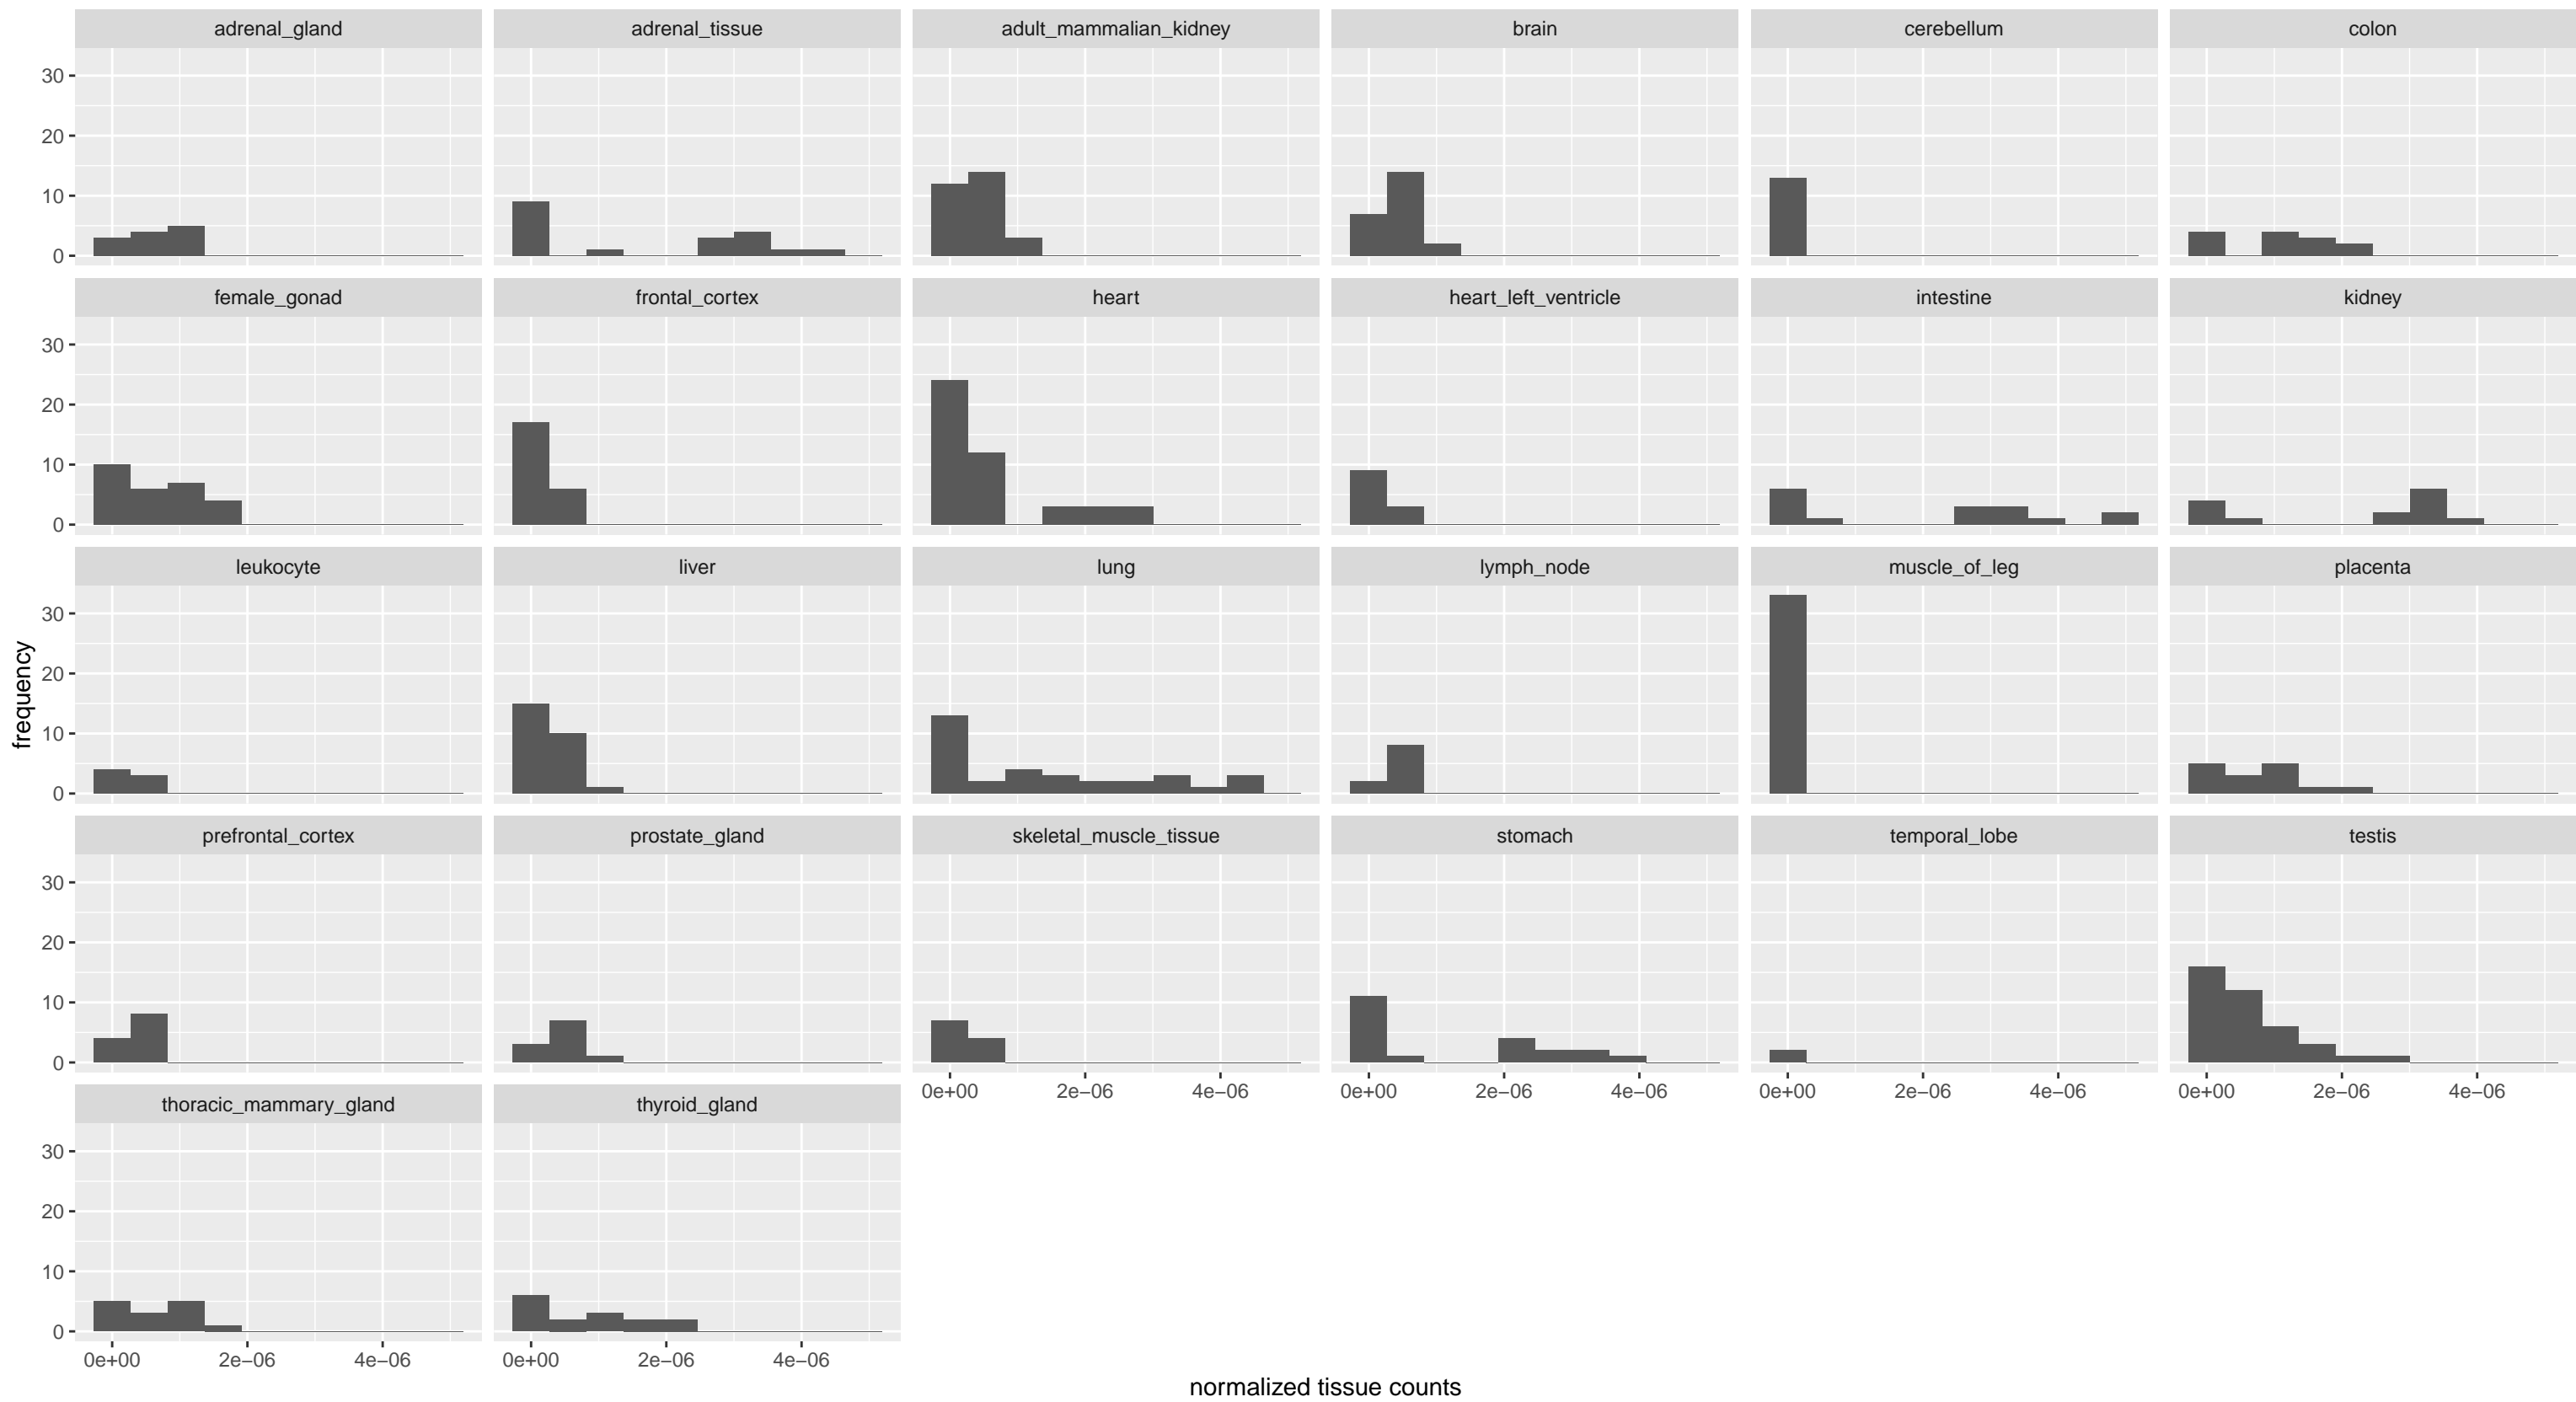 adrenal_gland adrenal_tissue adult_mammalian_kidney brain cerebellum colon
30
20
10
0
female_gonad frontal_cortex heart heart_left_ventricle intestine kidney
30
20
10
0
leukocyte liver lung lymph_node muscle_of_leg placenta
30
20
10
0
frequency
prefrontal_cortex prostate_gland skeletal_muscle_tissue stomach temporal_lobe testis
30
20
10
0
0e+00 2e−06 4e−06 0e+00 2e−06 4e−06 0e+00 2e−06 4e−06 0e+00 2e−06 4e−06
thoracic_mammary_gland thyroid_gland
30
20
10
0
0e+00 2e−06 4e−06 0e+00 2e−06 4e−06
normalized tissue counts